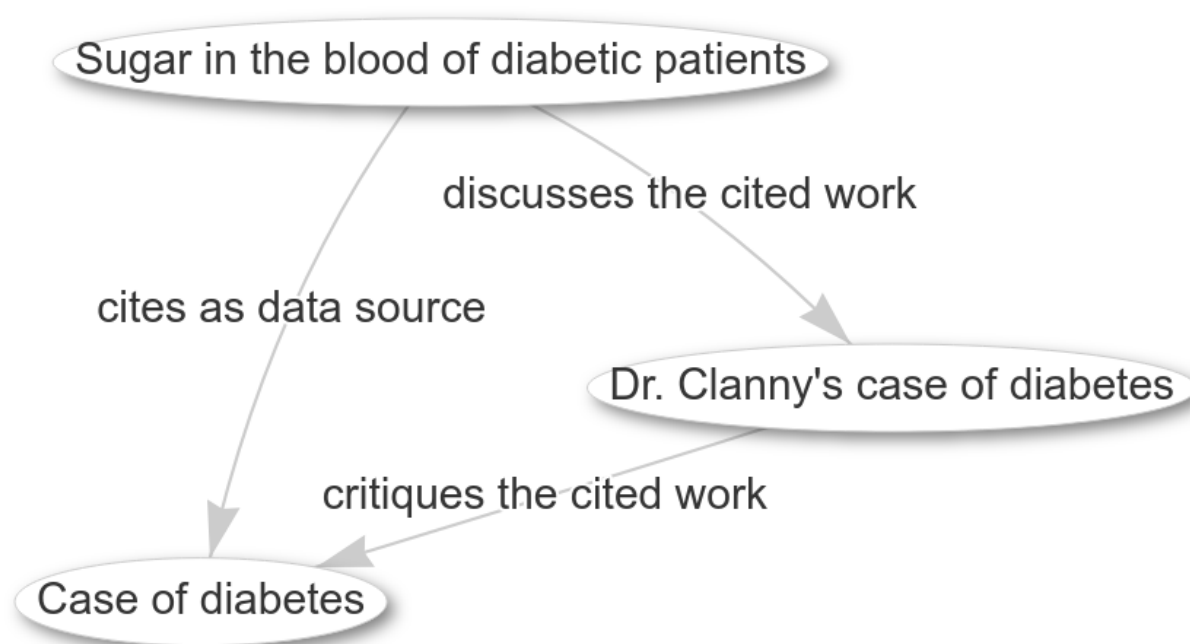 Sugar in the blood of diabetic patients
discusses the cited work
cites as data source
Dr. Clanny's case of diabetes
critiques the cited work
Case of diabetes